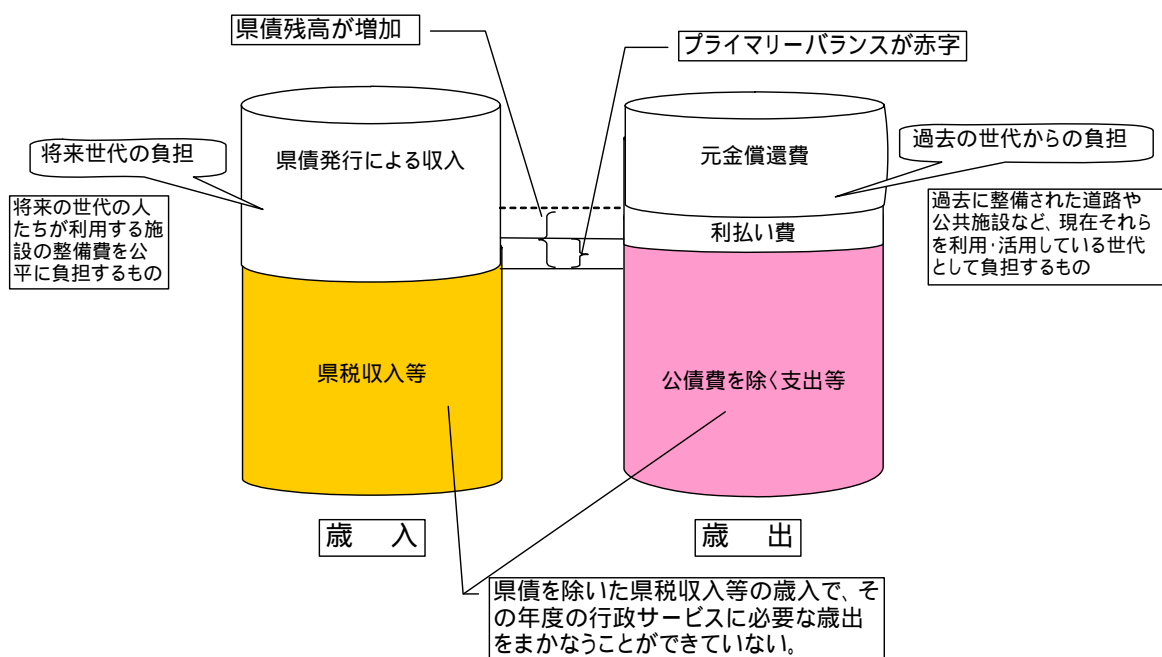 県債残高が増加
プライマリーバランスが赤字
将来世代の負担
県債発行による収入
元金償還費
過去の世代からの負担
将来の世代の人
たちが利用する施
設の整備費を公
平に負担するもの
利払い費
過去に整備された道路や
公共施設など、現在それら
を利用・活用している世代
として負担するもの
県税収入等
公債費を除く支出等
歳 入
歳 出
県債を除いた県税収入等の歳入で、そ
の年度の行政サービスに必要な歳出
をまかなうことができていない。